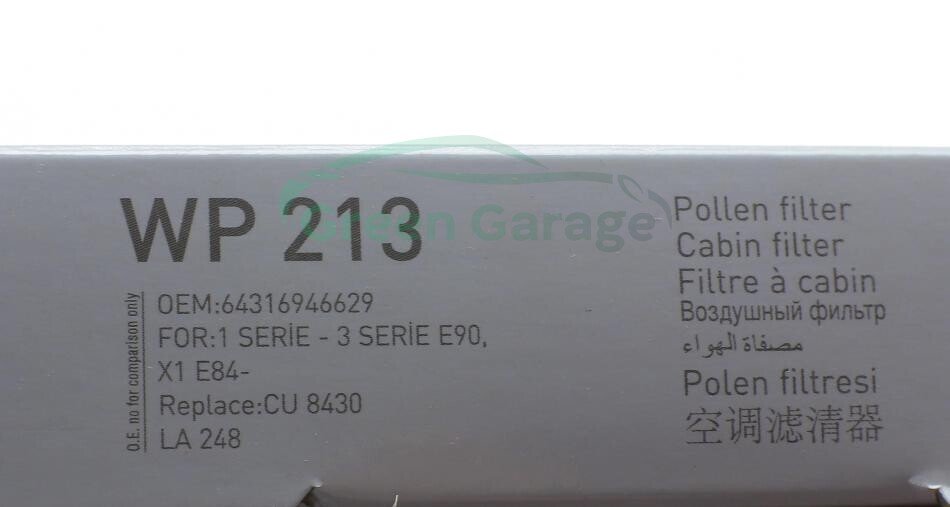 WP 213
Green Garage
O.E. no for comparison only
OEM:64316946629
FOR:1 SERİE - 3 SERİE E90,
X1 E84-
Replace:CU 8430
LA 248
Pollen filter
Cabin filter
Filtre à cabin
Воздушный фильтр
مصفاة الهواء
Polen filtresi
空调滤清器